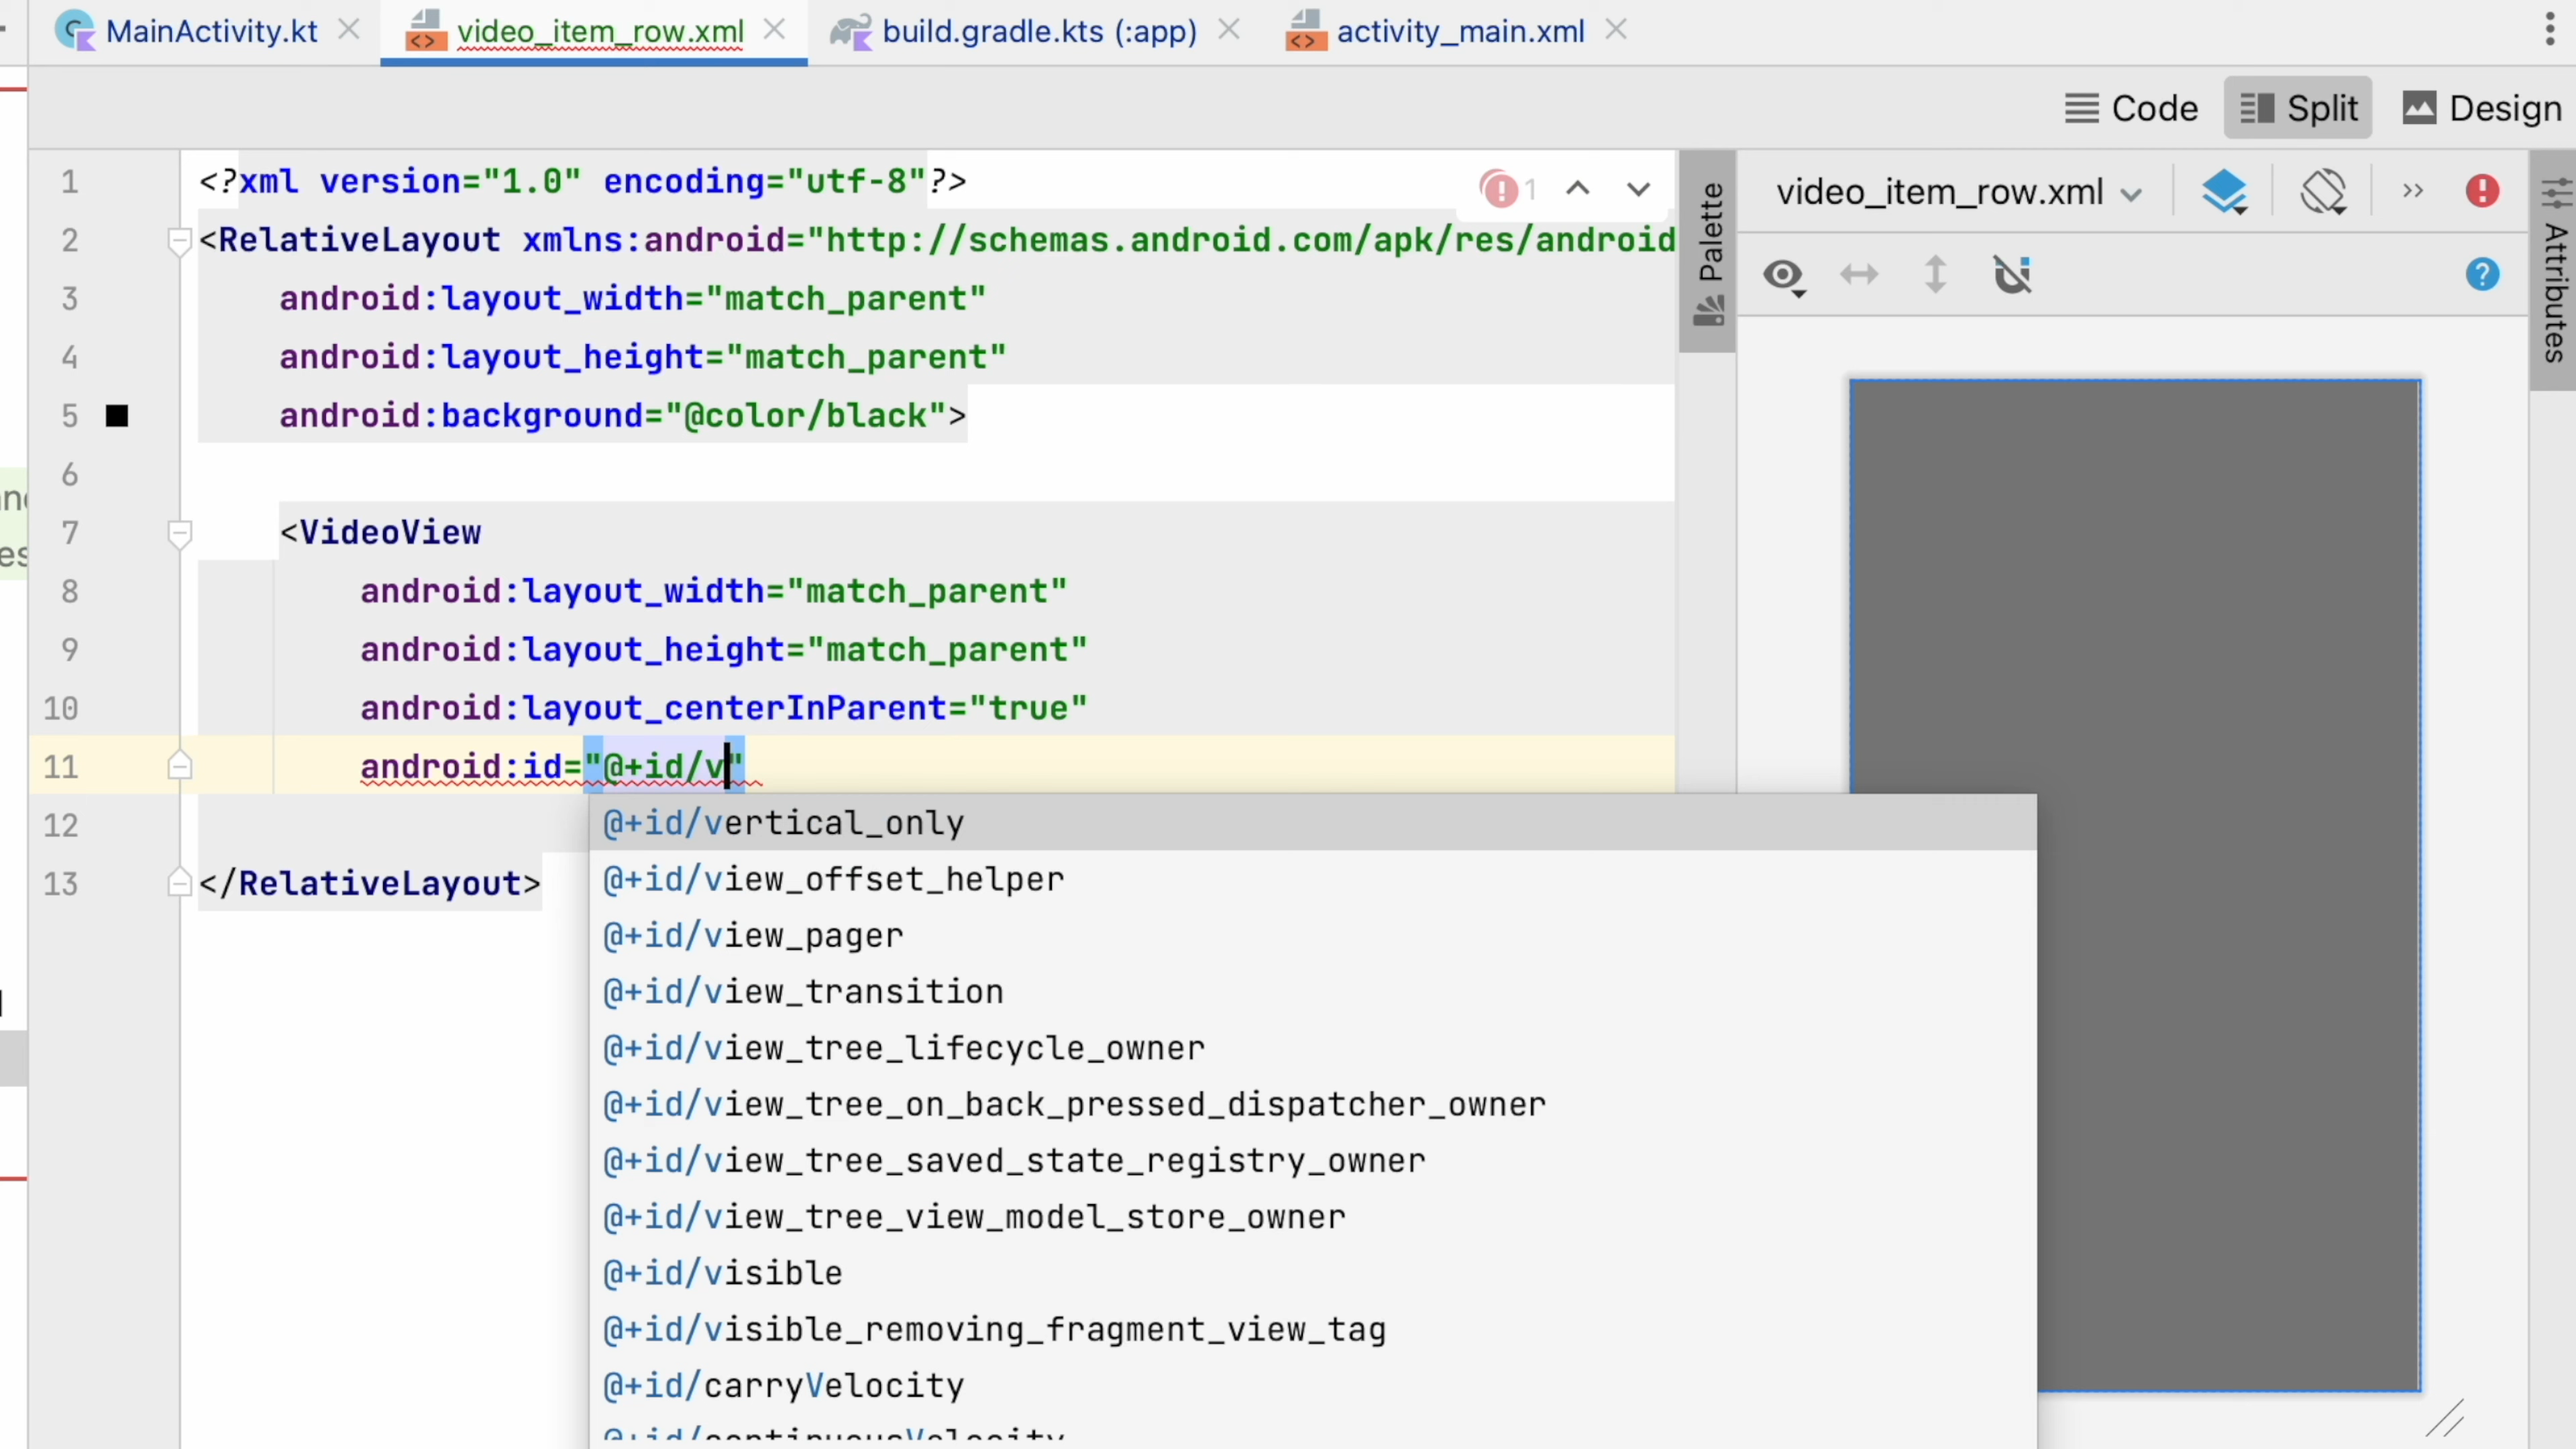 MainActivity.kt
video_item_row.xml
build.gradle.kts (:app)
activity_main.xml
Code
Split
Design
1 <?xml version="1.0" encoding="utf-8"?>
2 <RelativeLayout xmlns:android="http://schemas.android.com/apk/res/android
3 android:layout_width="match_parent"
4 android:layout_height="match_parent"
5 android:background="@color/black">
6
7 <VideoView
8 android:layout_width="match_parent"
9 android:layout_height="match_parent"
10 android:layout_centerInParent="true"
11 android:id="@+id/v"
12
13 </RelativeLayout>
1
@+id/vertical_only
@+id/view_offset_helper
@+id/view_pager
@+id/view_transition
@+id/view_tree_lifecycle_owner
@+id/view_tree_on_back_pressed_dispatcher_owner
@+id/view_tree_saved_state_registry_owner
@+id/view_tree_view_model_store_owner
@+id/visible
@+id/visible_removing_fragment_view_tag
@+id/carryVelocity
Palette
video_item_row.xml
Attributes